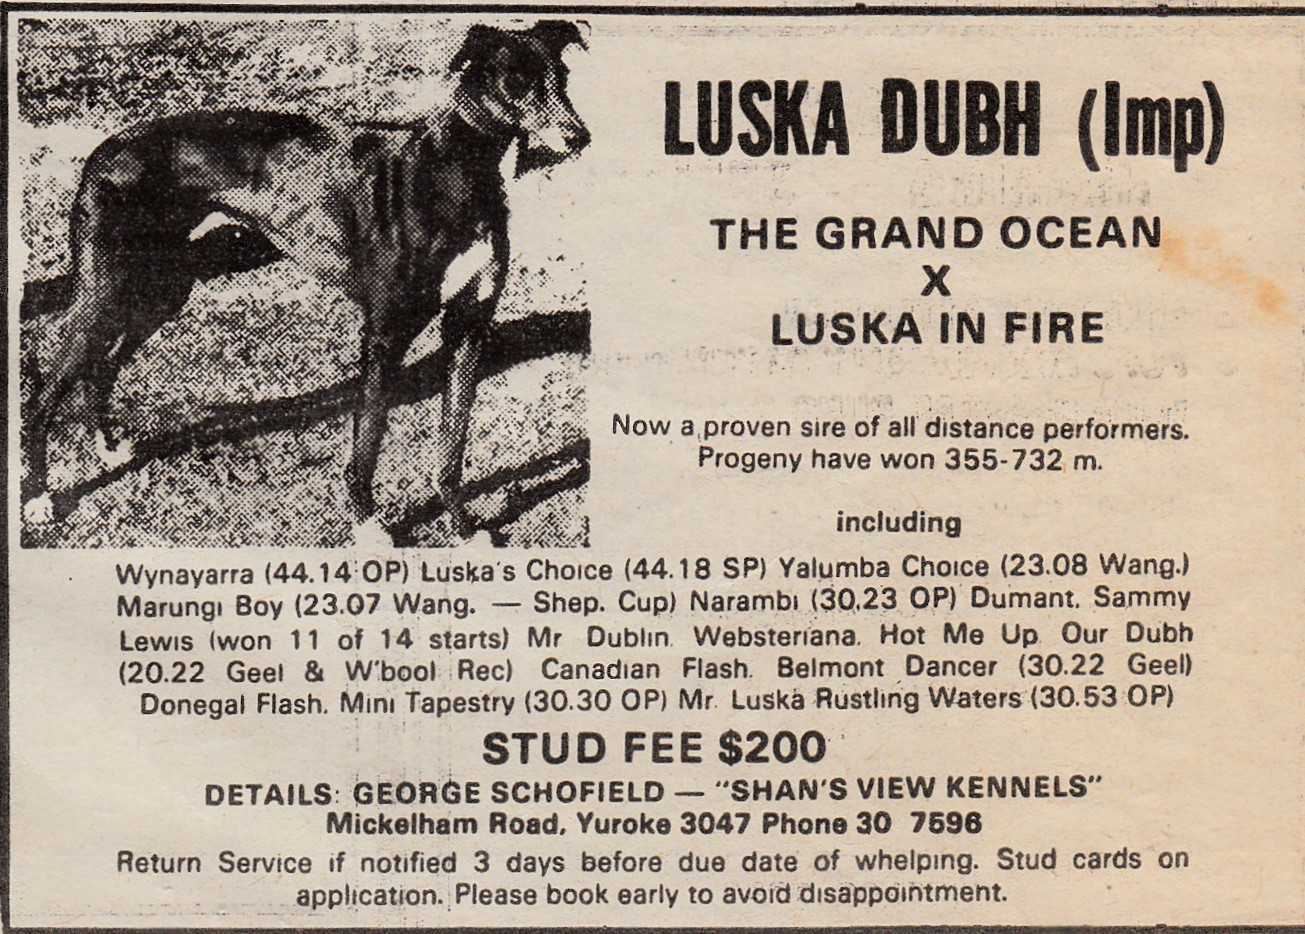 LUSKA DUBH (Imp)
THE GRAND OCEAN
X
LUSKA IN FIRE
Now a proven sire of all distance performers.
Progeny have won 355-732 m.
including
Wynayarra (44.14 OP) Luska's Choice (44.18 SP) Yalumba Choice (23.08 Wang.)
Marungi Boy (23.07 Wang. — Shep. Cup) Narambi (30.23 OP) Dumant. Sammy
Lewis (won 11 of 14 starts) Mr Dublin. Websteriana. Hot Me Up. Our Dubh
(20.22 Geel & W'bool Rec) Canadian Flash. Belmont Dancer (30.22 Geel)
Donegal Flash. Mini Tapestry (30.30 OP) Mr. Luska Rustling Waters (30.53 OP)
STUD FEE $200
DETAILS: GEORGE SCHOFIELD — "SHAN'S VIEW KENNELS"
Mickelham Road, Yuroke 3047 Phone 30 7596
Return Service if notified 3 days before due date of whelping. Stud cards on
application. Please book early to avoid disappointment.